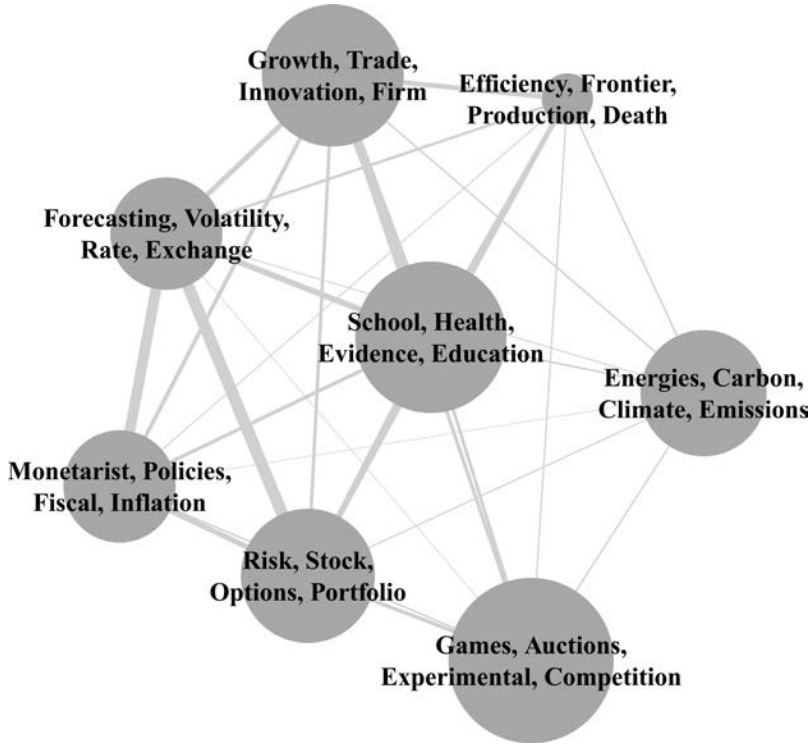 Growth, Trade,
Innovation, Firm
Efficiency, Frontier,
Production, Death
Forecasting, Volatility,
Rate, Exchange
School, Health,
Evidence, Education
Energies, Carbon,
Climate, Emissions
Monetarist, Policies,
Fiscal, Inflation
Risk, Stock,
Options, Portfolio
Games, Auctions,
Experimental, Competition